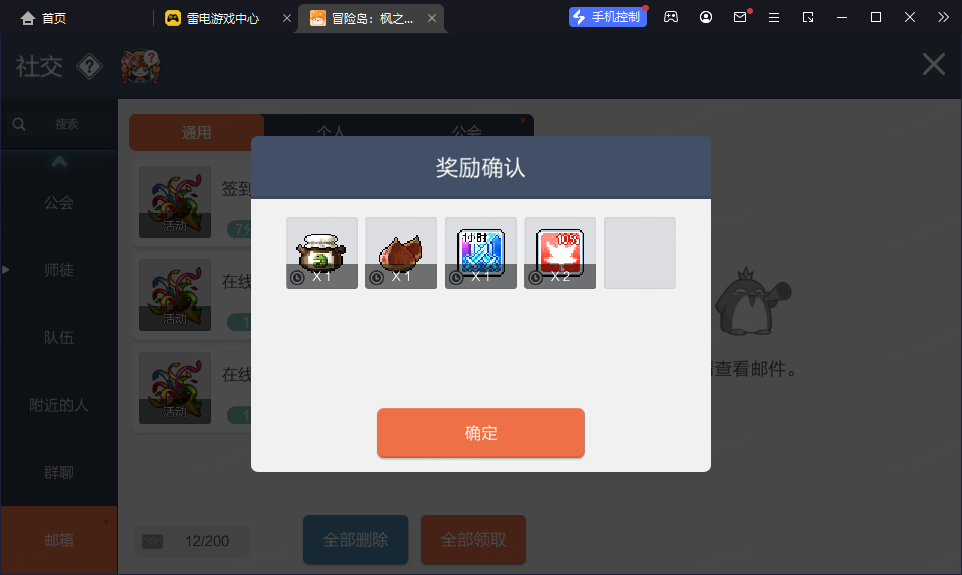 首页
雷电游戏中心
冒险岛：枫之...
手机控制
社交
搜索
通用
个人
公会
公会
师徒
队伍
附近的人
群聊
邮箱
签到
活动
在线
活动
在线
活动
奖励确认
X 1
X 1
1小时
X 1
10%
X 2
确定
查看邮件。
12/200
全部删除
全部领取